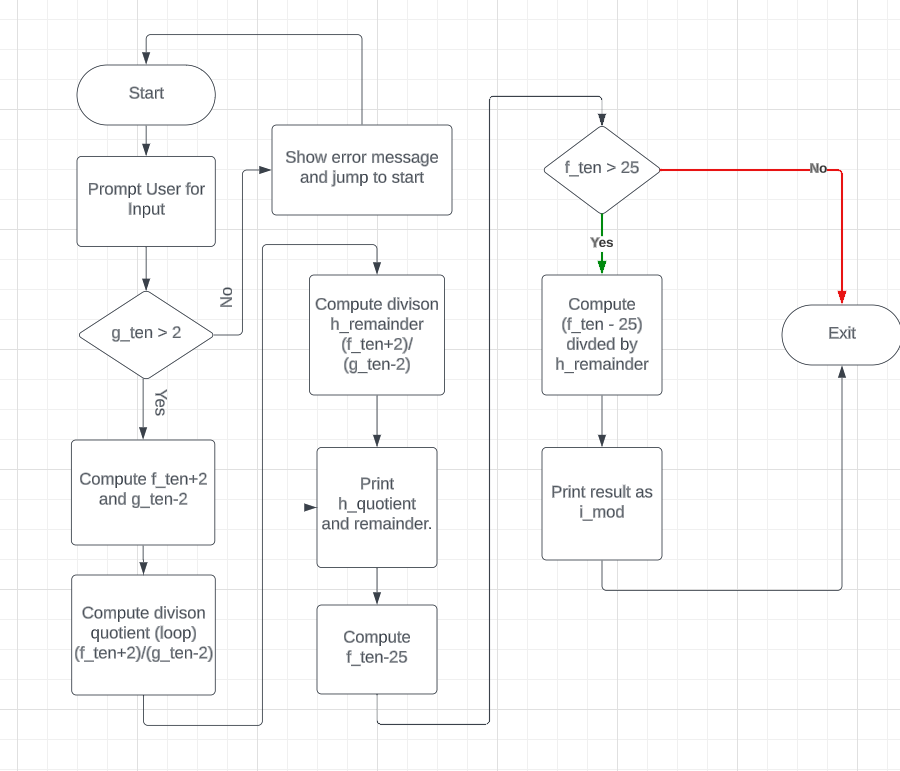 Start
Prompt User for
Input
g_ten > 2
No
Yes
Show error message
and jump to start
Compute f_ten+2
and g_ten-2
Compute divison
quotient (loop)
(f_ten+2)/(g_ten-2)
Compute divison
h_remainder
(f_ten+2)/
(g_ten-2)
Print
h_quotient
and remainder.
Compute
f_ten-25
f_ten > 25
No
Yes
Compute
(f_ten - 25)
divded by
h_remainder
Print result as
i_mod
Exit